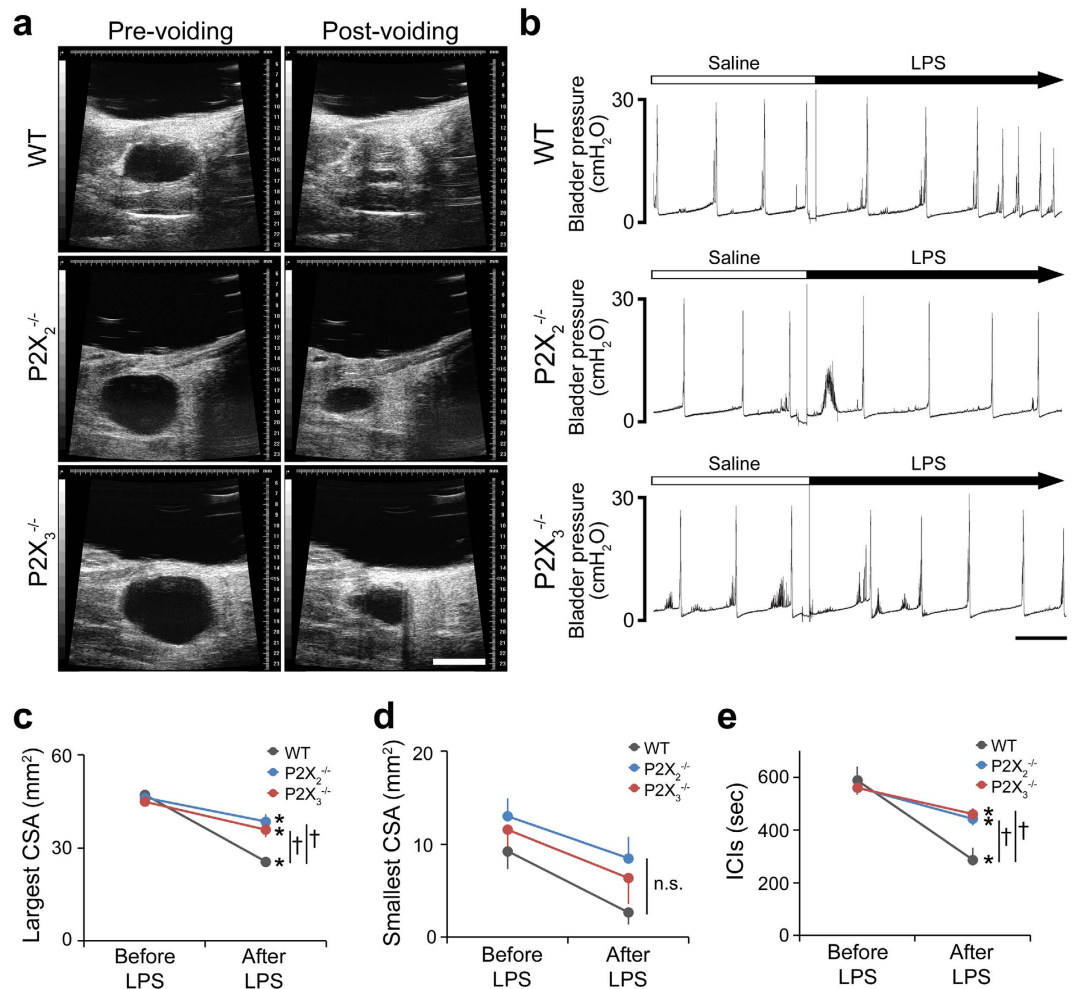 a
Pre-voiding
Post-voiding
WT
P2X₂⁻/⁻
P2X₃⁻/⁻
b
Saline
LPS
WT
Bladder pressure
(cmH₂O)
30
0
Saline
LPS
P2X₂⁻/⁻
Bladder pressure
(cmH₂O)
30
0
Saline
LPS
P2X₃⁻/⁻
Bladder pressure
(cmH₂O)
30
0
c
Largest CSA (mm²)
60
30
0
WT
P2X₂⁻/⁻
P2X₃⁻/⁻
*
*
*
†
†
Before
LPS
After
LPS
d
Smallest CSA (mm²)
20
10
0
WT
P2X₂⁻/⁻
P2X₃⁻/⁻
n.s.
Before
LPS
After
LPS
e
ICIs (sec)
600
400
200
WT
P2X₂⁻/⁻
P2X₃⁻/⁻
*
*
*
†
†
Before
LPS
After
LPS